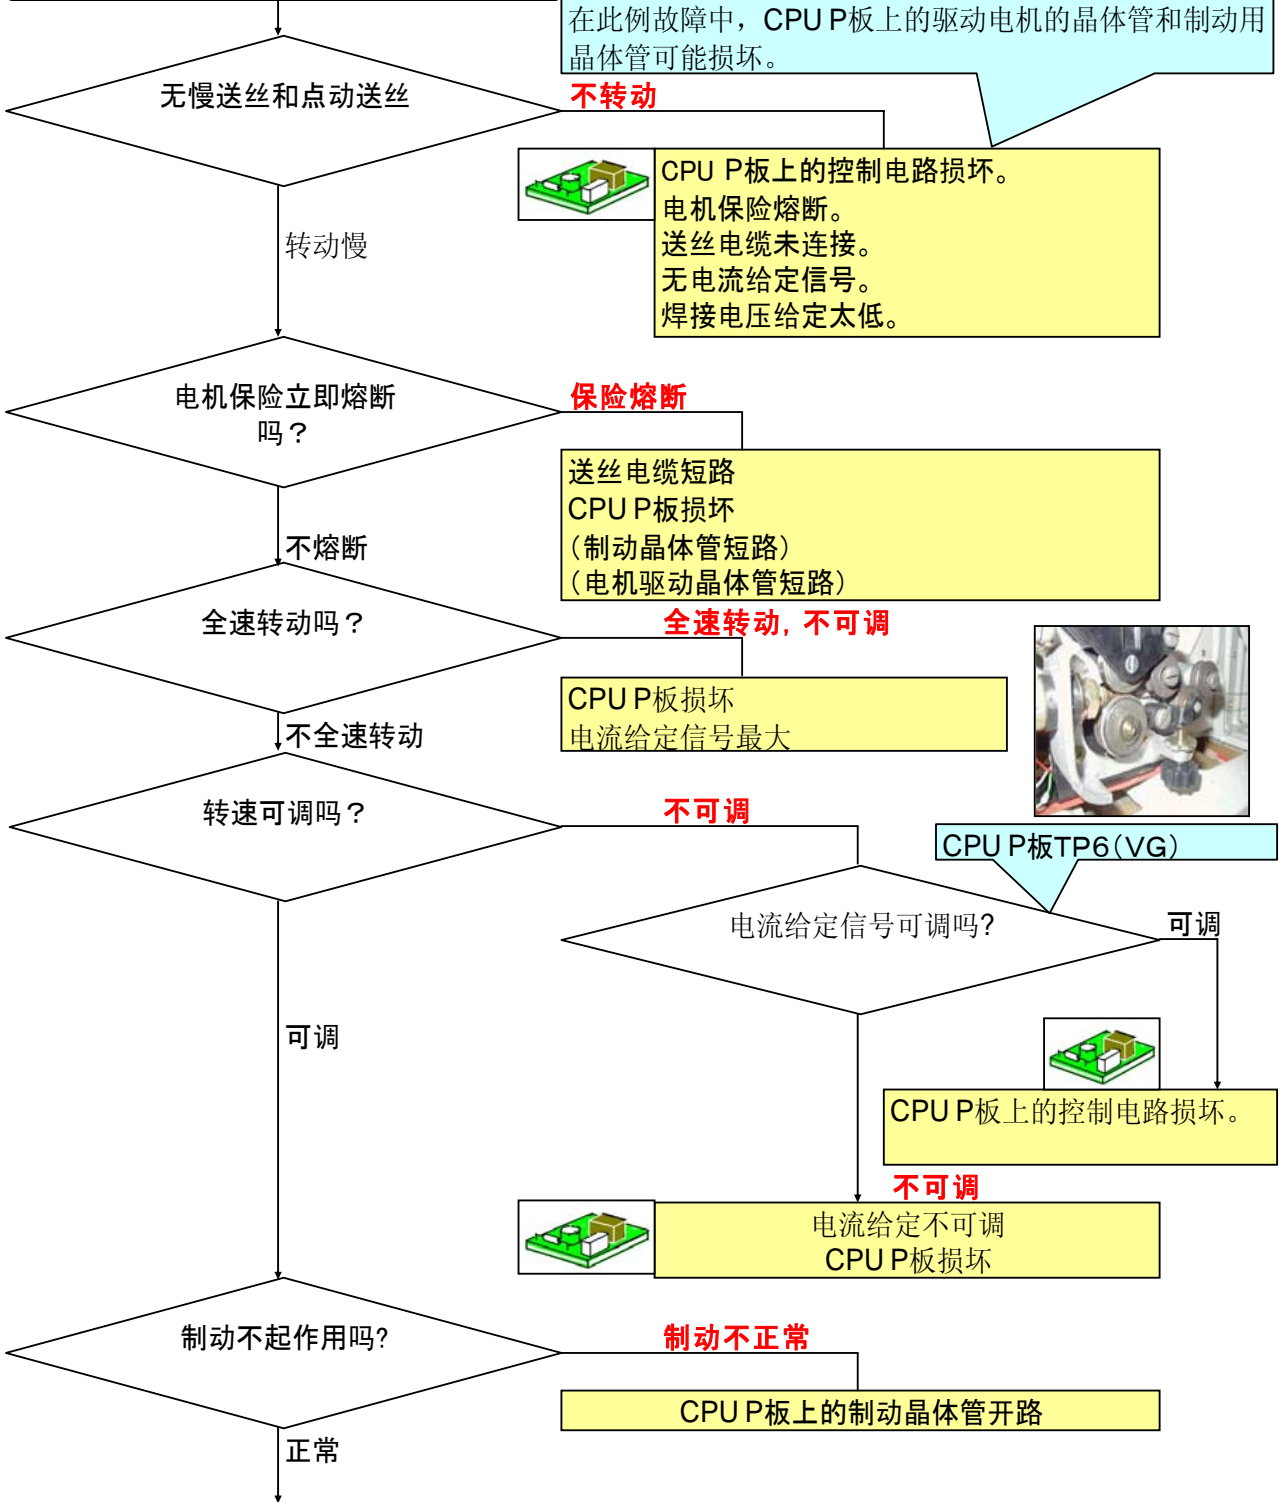 在此例故障中，CPU P板上的驱动电机的晶体管和制动用
晶体管可能损坏。
无慢送丝和点动送丝
不转动
CPU P板上的控制电路损坏。
电机保险熔断。
送丝电缆未连接。
无电流给定信号。
焊接电压给定太低。
转动慢
电机保险立即熔断
吗？
保险熔断
送丝电缆短路
CPU P板损坏
（制动晶体管短路）
（电机驱动晶体管短路）
不熔断
全速转动吗？
全速转动，不可调
CPU P板损坏
电流给定信号最大
不全速转动
转速可调吗？
不可调
CPU P板TP6(VG)
电流给定信号可调吗?
可调
可调
CPU P板上的控制电路损坏。
不可调
电流给定不可调
CPU P板损坏
制动不起作用吗?
制动不正常
CPU P板上的制动晶体管开路
正常